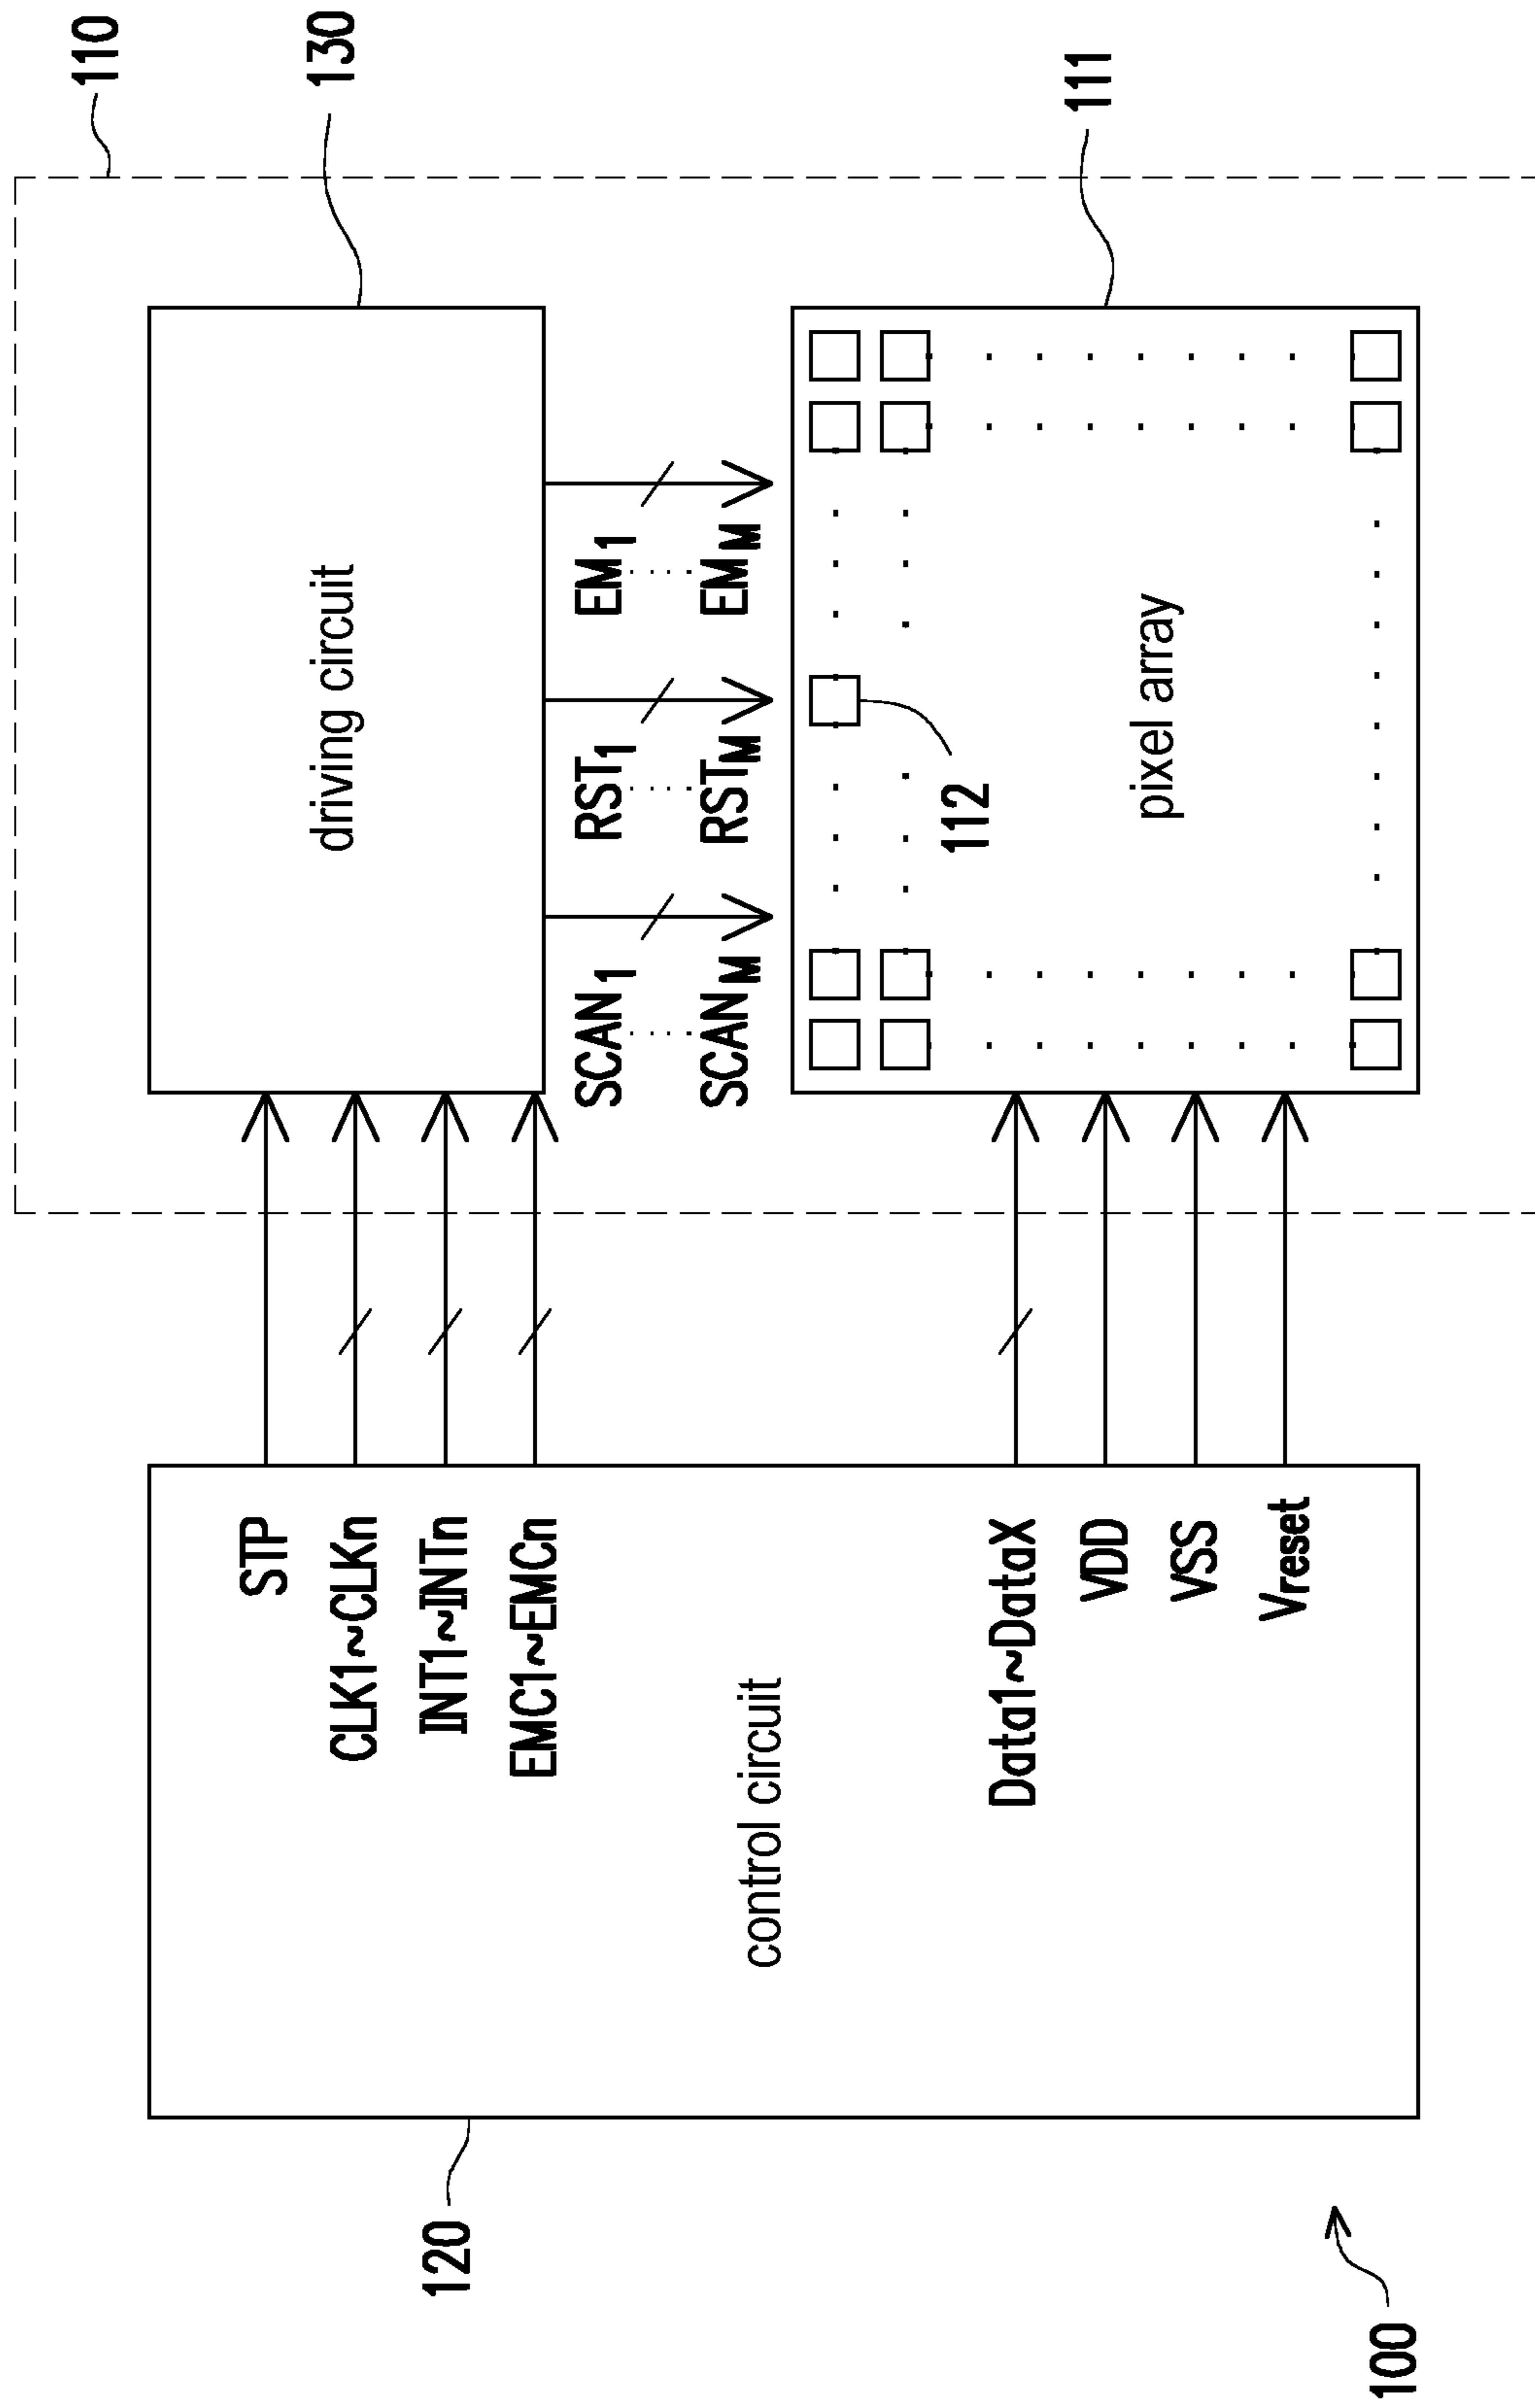 110
130
driving circuit
STP
CLK1~CLKn
INT1~INTn
EMC1~EMCn
120
control circuit
SCAN1
SCANM
RST1
RSTM
EM1
EMM
111
112
pixel array
Data1~DataX
VDD
VSS
Vreset
100